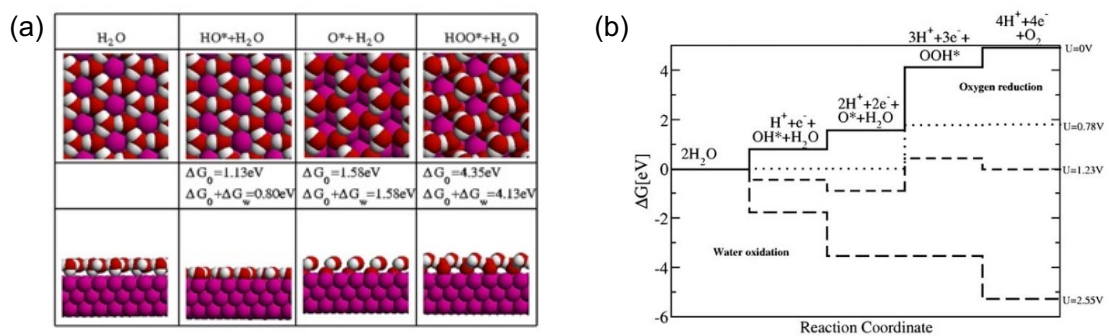 (a)
H₂O HO*+H₂O O*+ H₂O HOO*+H₂O
ΔG₀=1.13eV ΔG₀=1.58eV ΔG₀=4.35eV
ΔG₀+ΔG_w=0.80eV ΔG₀+ΔG_w=1.58eV ΔG₀+ΔG_w=4.13eV
(b)
4H⁺+4e⁻
+O₂
3H⁺+3e⁻+
OOH*
U=0V
Oxygen reduction
2H⁺+2e⁻+
O*+H₂O
H⁺+e⁻+
OH*+H₂O
U=0.78V
2H₂O
U=1.23V
Water oxidation
U=2.55V
4
2
0
-2
-4
-6
ΔG[eV]
Reaction Coordinate